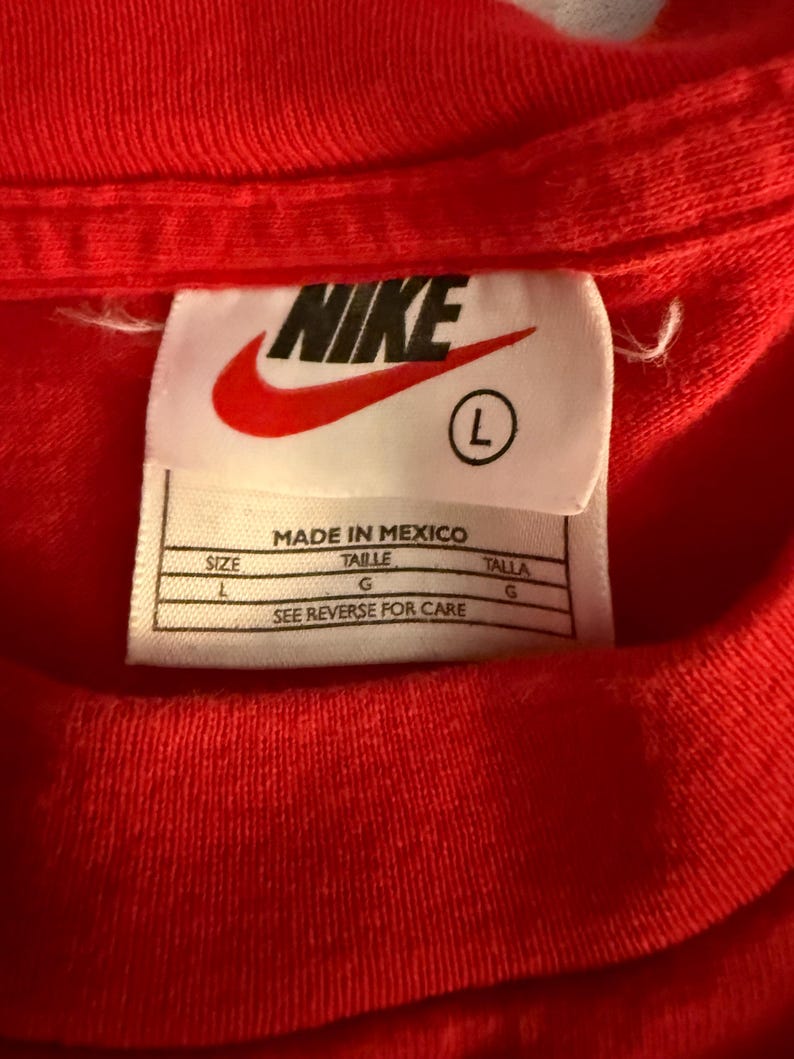 NIKE
L
MADE IN MEXICO
SIZE TAILLE TALLA
L G G
SEE REVERSE FOR CARE